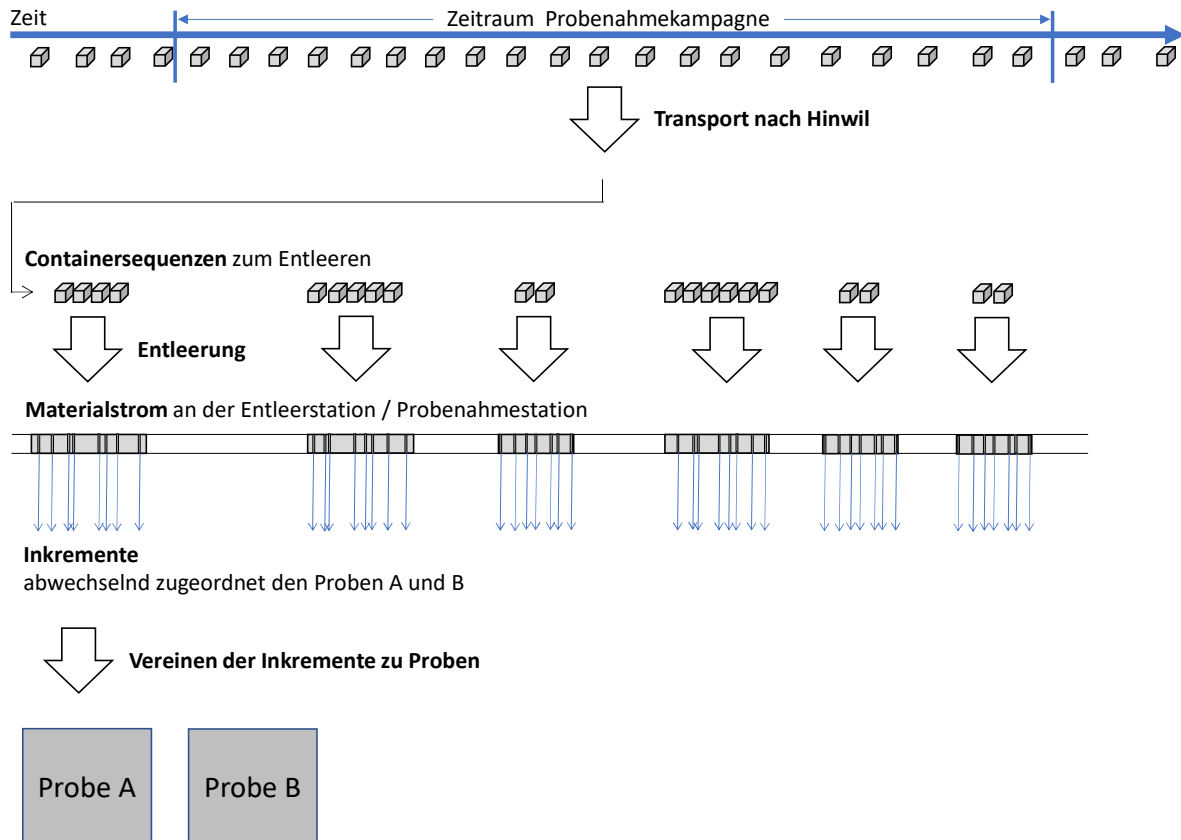 Zeit
Zeitraum Probenahmekampagne
Transport nach Hinwil
Containersequenzen zum Entleeren
Entleerung
Materialstrom an der Entleerstation / Probenahmestation
Inkremente
abwechselnd zugeordnet den Proben A und B
Vereinen der Inkremente zu Proben
Probe A
Probe B